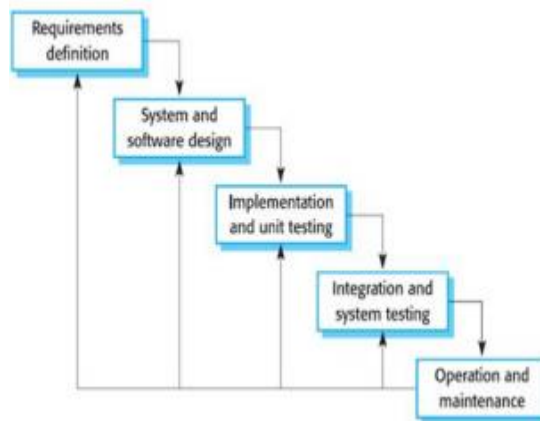 Requirements
definition
System and
software design
Implementation
and unit testing
Integration and
system testing
Operation and
maintenance